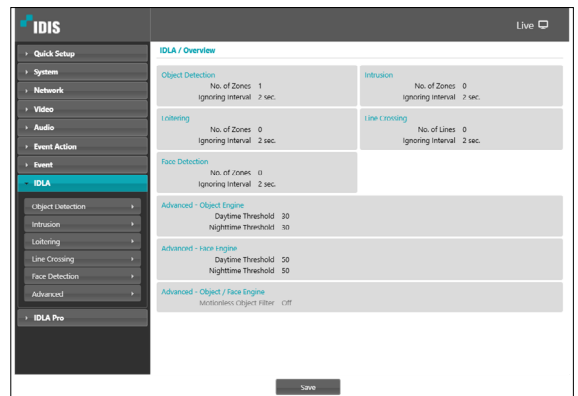 IDIS
Live
Quick Setup
System
Network
Video
Audio
Event Action
Event
IDLA
Object Detection
Intrusion
Loitering
Line Crossing
Face Detection
Advanced
IDLA Pro
IDLA / Overview
Object Detection
No. of Zones 1
Ignoring Interval 2 sec.
Intrusion
No. of Zones 0
Ignoring Interval 2 sec.
Loitering
No. of Zones 0
Ignoring Interval 2 sec.
Line Crossing
No. of Lines 0
Ignoring Interval 2 sec.
Face Detection
No. of Zones 0
Ignoring Interval 2 sec.
Advanced - Object Engine
Daytime Threshold 30
Nighttime Threshold 30
Advanced - Face Engine
Daytime Threshold 50
Nighttime Threshold 50
Advanced - Object / Face Engine
Motionless Object Filter Off
Save